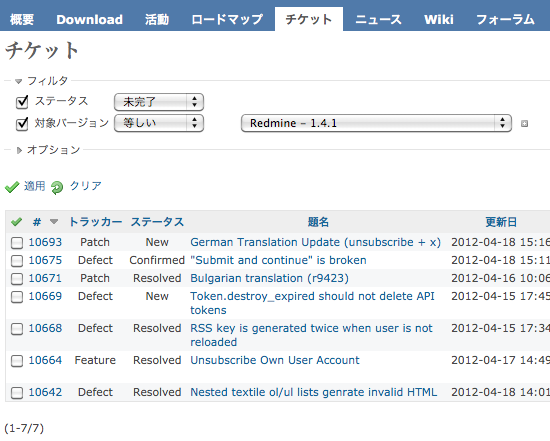 概要 Download 活動 ロードマップ チケット ニュース Wiki フォーラム
チケット
フィルタ
ステータス 未完了
対象バージョン 等しい Redmine - 1.4.1
オプション
適用 クリア
# トラッカー ステータス 題名 更新日
10693 Patch New German Translation Update (unsubscribe + x) 2012-04-18 15:16
10675 Defect Confirmed "Submit and continue" is broken 2012-04-18 15:11
10671 Patch Resolved Bulgarian translation (r9423) 2012-04-16 10:06
10669 Defect New Token.destroy_expired should not delete API 2012-04-15 17:45
tokens
10668 Defect Resolved RSS key is generated twice when user is not 2012-04-15 17:34
reloaded
10664 Feature Resolved Unsubscribe Own User Account 2012-04-17 14:49
10642 Defect Resolved Nested textile ol/ul lists genrate invalid HTML 2012-04-18 14:01
(1-7/7)